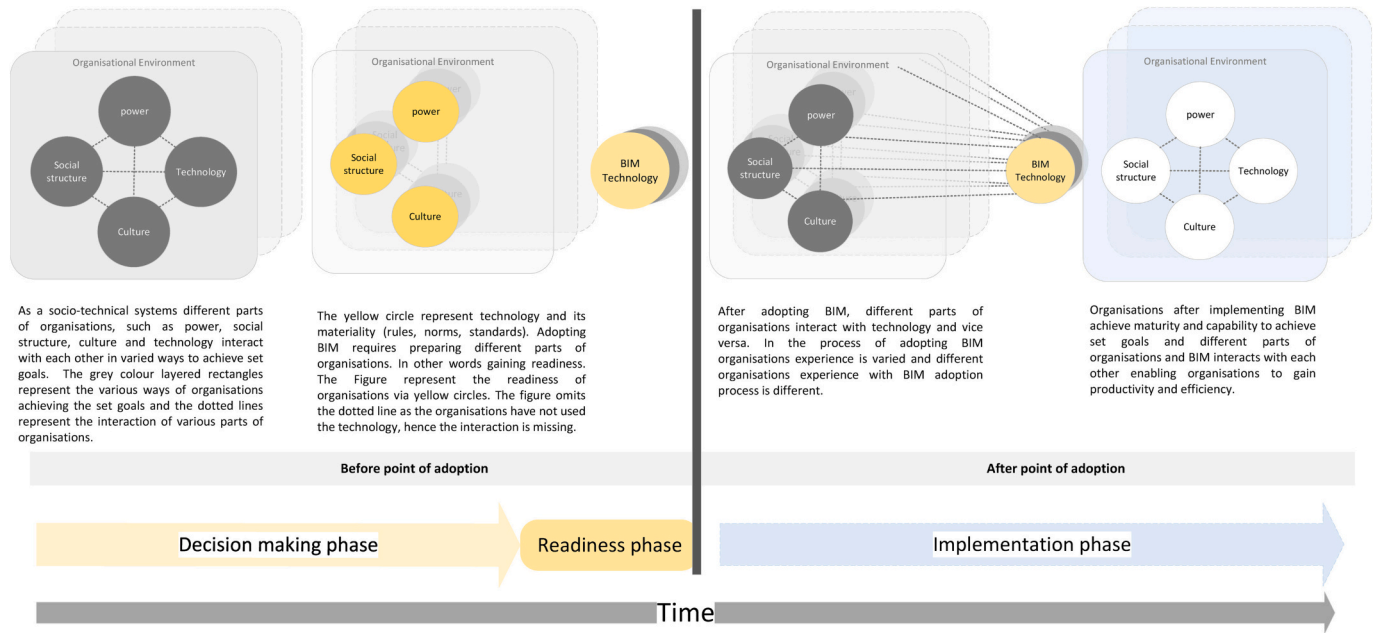 Organisational Environment
power
Social
structure
Technology
Culture
Organisational Environment
power
Social
structure
Culture
BIM
Technology
Organisational Environment
power
Social
structure
Culture
BIM
Technology
Organisational Environment
power
Social
structure
Technology
Culture
As a socio-technical systems different parts
of organisations, such as power, social
structure, culture and technology interact
with each other in varied ways to achieve set
goals. The grey colour layered rectangles
represent the various ways of organisations
achieving the set goals and the dotted lines
represent the interaction of various parts of
organisations.
The yellow circle represent technology and its
materiality (rules, norms, standards). Adopting
BIM requires preparing different parts of
organisations. In other words gaining readiness.
The Figure represent the readiness of
organisations via yellow circles. The figure omits
the dotted line as the organisations have not used
the technology, hence the interaction is missing.
After adopting BIM, different parts of
organisations interact with technology and vice
versa. In the process of adopting BIM
organisations experience is varied and different
organisations experience with BIM adoption
process is different.
Organisations after implementing BIM
achieve maturity and capability to achieve
set goals and different parts of
organisations and BIM interacts with each
other enabling organisations to gain
productivity and efficiency.
Before point of adoption
After point of adoption
Decision making phase
Readiness phase
Implementation phase
Time